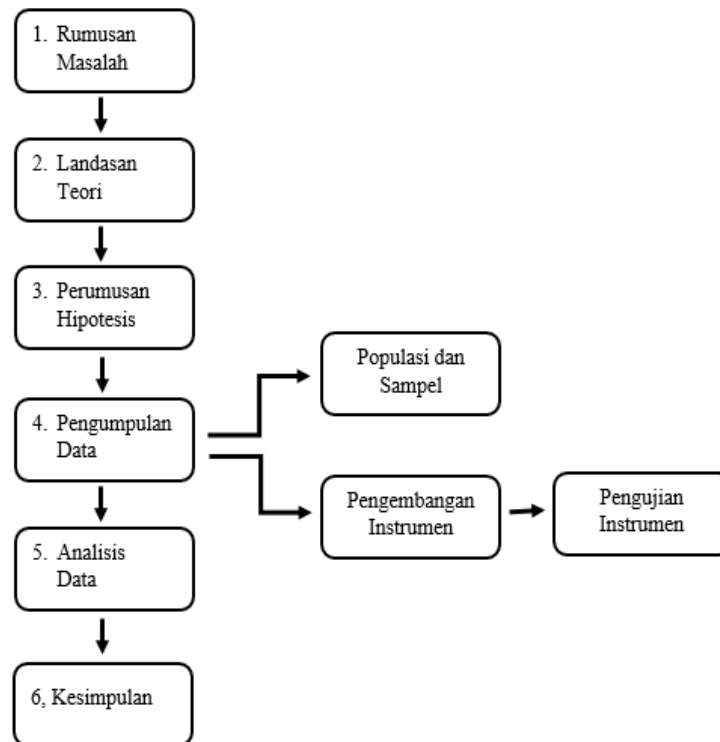 1. Rumusan
Masalah
2. Landasan
Teori
3. Perumusan
Hipotesis
4. Pengumpulan
Data
Populasi dan
Sampel
Pengembangan
Instrumen
Pengujian
Instrumen
5. Analisis
Data
6, Kesimpulan